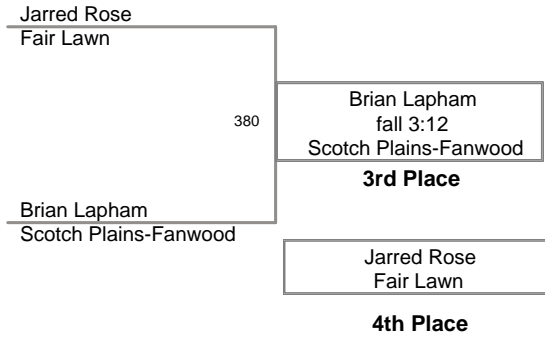 Jarred Rose
Fair Lawn
380
Brian Lapham
fall 3:12
Scotch Plains-Fanwood
3rd Place
Brian Lapham
Scotch Plains-Fanwood
Jarred Rose
Fair Lawn
4th Place